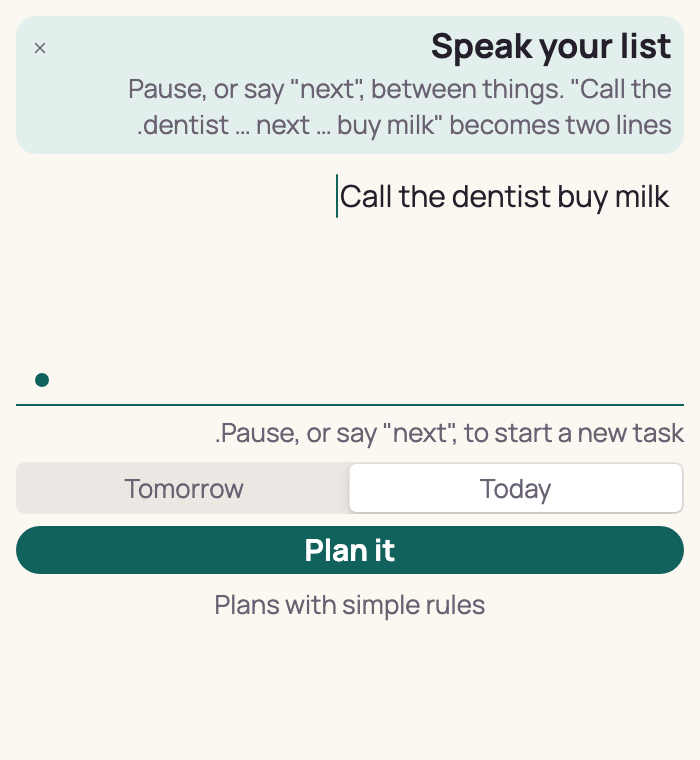 Speak your list
×
Pause, or say "next", between things. "Call the
dentist ... next ... buy milk" becomes two lines.
Call the dentist buy milk
Pause, or say "next", to start a new task.
Today
Tomorrow
Plan it
Plans with simple rules